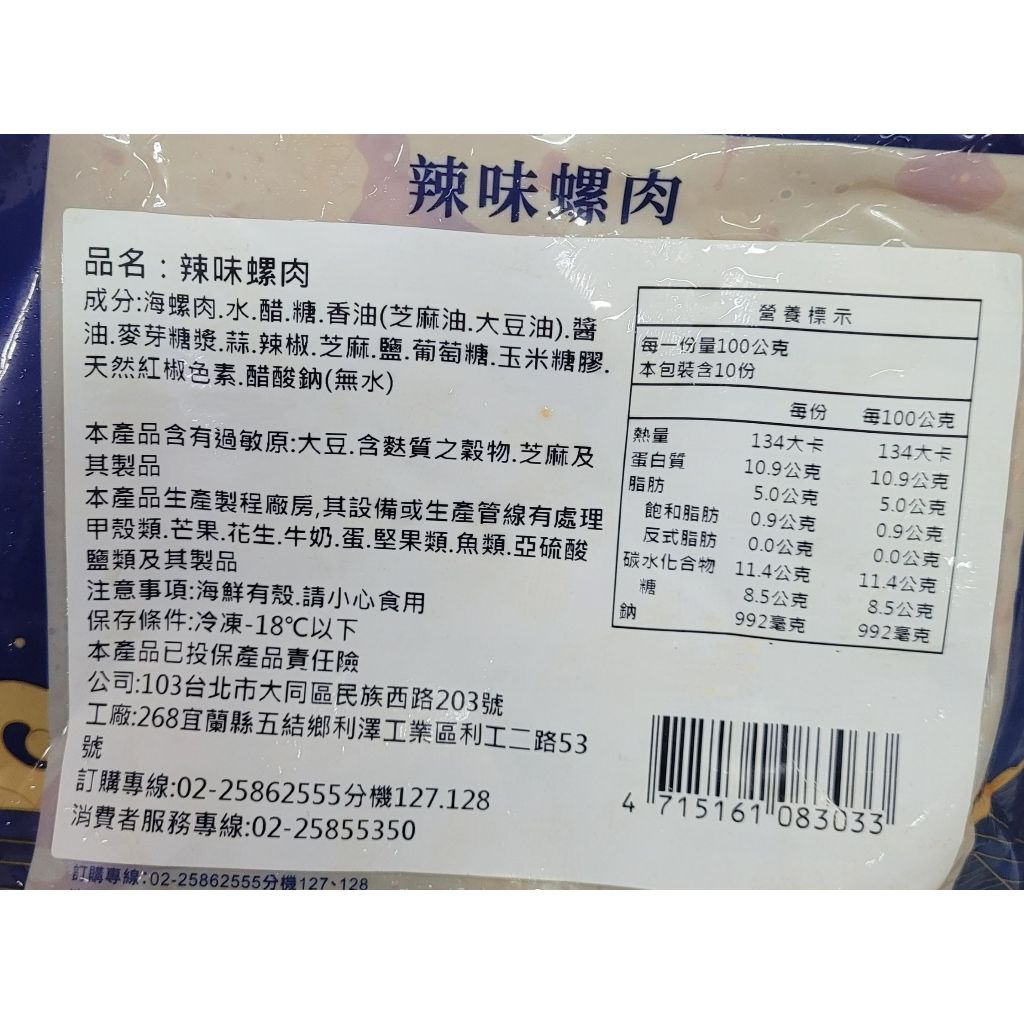 辣味螺肉
品名：辣味螺肉
成分:海螺肉.水.醋.糖.香油(芝麻油.大豆油).醬
油.麥芽糖漿.蒜.辣椒.芝麻.鹽.葡萄糖.玉米糖膠.
天然紅椒色素.醋酸鈉(無水)
本產品含有過敏原:大豆.含麩質之穀物.芝麻及
其製品
本產品生產製程廠房,其設備或生產管線有處理
甲殼類.芒果.花生.牛奶.蛋.堅果類.魚類.亞硫酸
鹽類及其製品
注意事項:海鮮有殼.請小心食用
保存條件:冷凍-18℃以下
本產品已投保產品責任險
公司:103台北市大同區民族西路203號
工廠:268宜蘭縣五結鄉利澤工業區利工二路53
號
訂購專線:02-25862555分機127.128
消費者服務專線:02-25855350
訂購專線:02-25862555分機127、128
營養標示
每一份量100公克
本包裝含10份
每份 每100公克
熱量 134大卡 134大卡
蛋白質 10.9公克 10.9公克
脂肪 5.0公克 5.0公克
飽和脂肪 0.9公克 0.9公克
反式脂肪 0.0公克 0.0公克
碳水化合物 11.4公克 11.4公克
糖 8.5公克 8.5公克
鈉 992毫克 992毫克
4 715161 083033